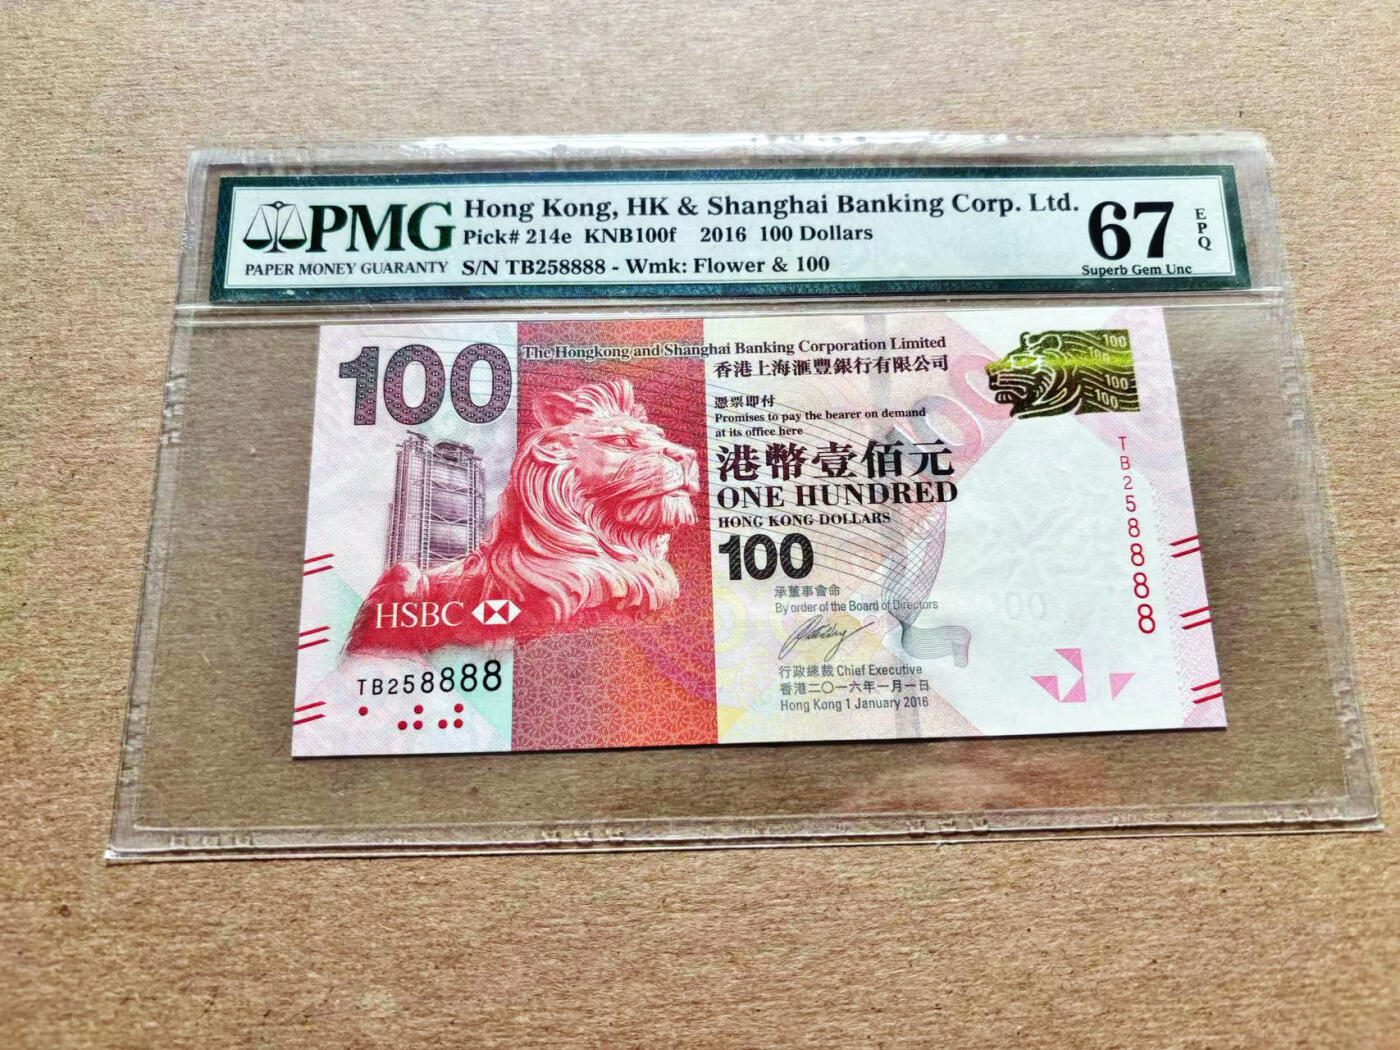 PMG
PAPER MONEY GUARANTY
Hong Kong, HK & Shanghai Banking Corp. Ltd.
Pick# 214e KNB100f 2016 100 Dollars
S/N TB258888 - Wmk: Flower & 100
67
EPQ
Superb Gem Unc
100
The Hongkong and Shanghai Banking Corporation Limited
香港上海滙豐銀行有限公司
憑票即付
Promises to pay the bearer on demand
at its office here
港幣壹佰元
ONE HUNDRED
HONG KONG DOLLARS
100
承董事會命
By order of the Board of Directors
行政總裁 Chief Executive
香港二〇一六年一月一日
Hong Kong 1 January 2016
HSBC
TB258888
100
100
100
100
100
TB258888